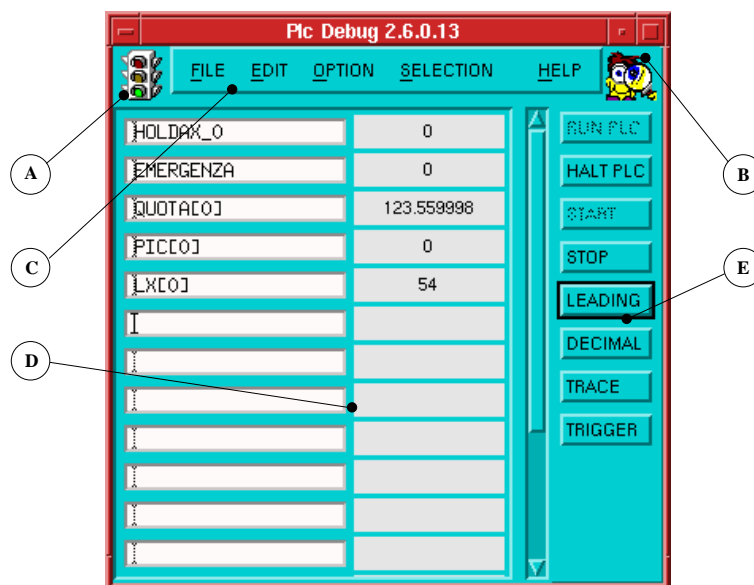 Plc Debug 2.6.0.13
FILE EDIT OPTION SELECTION HELP
HOLDAX_0 0 RUN PLC
A EMERGENZA 0 HALT PLC B
QUOTA[0] 123.559998 START
C PIC[0] 0 STOP E
LX[0] 54 LEADING
DECIMAL
D
TRACE
TRIGGER